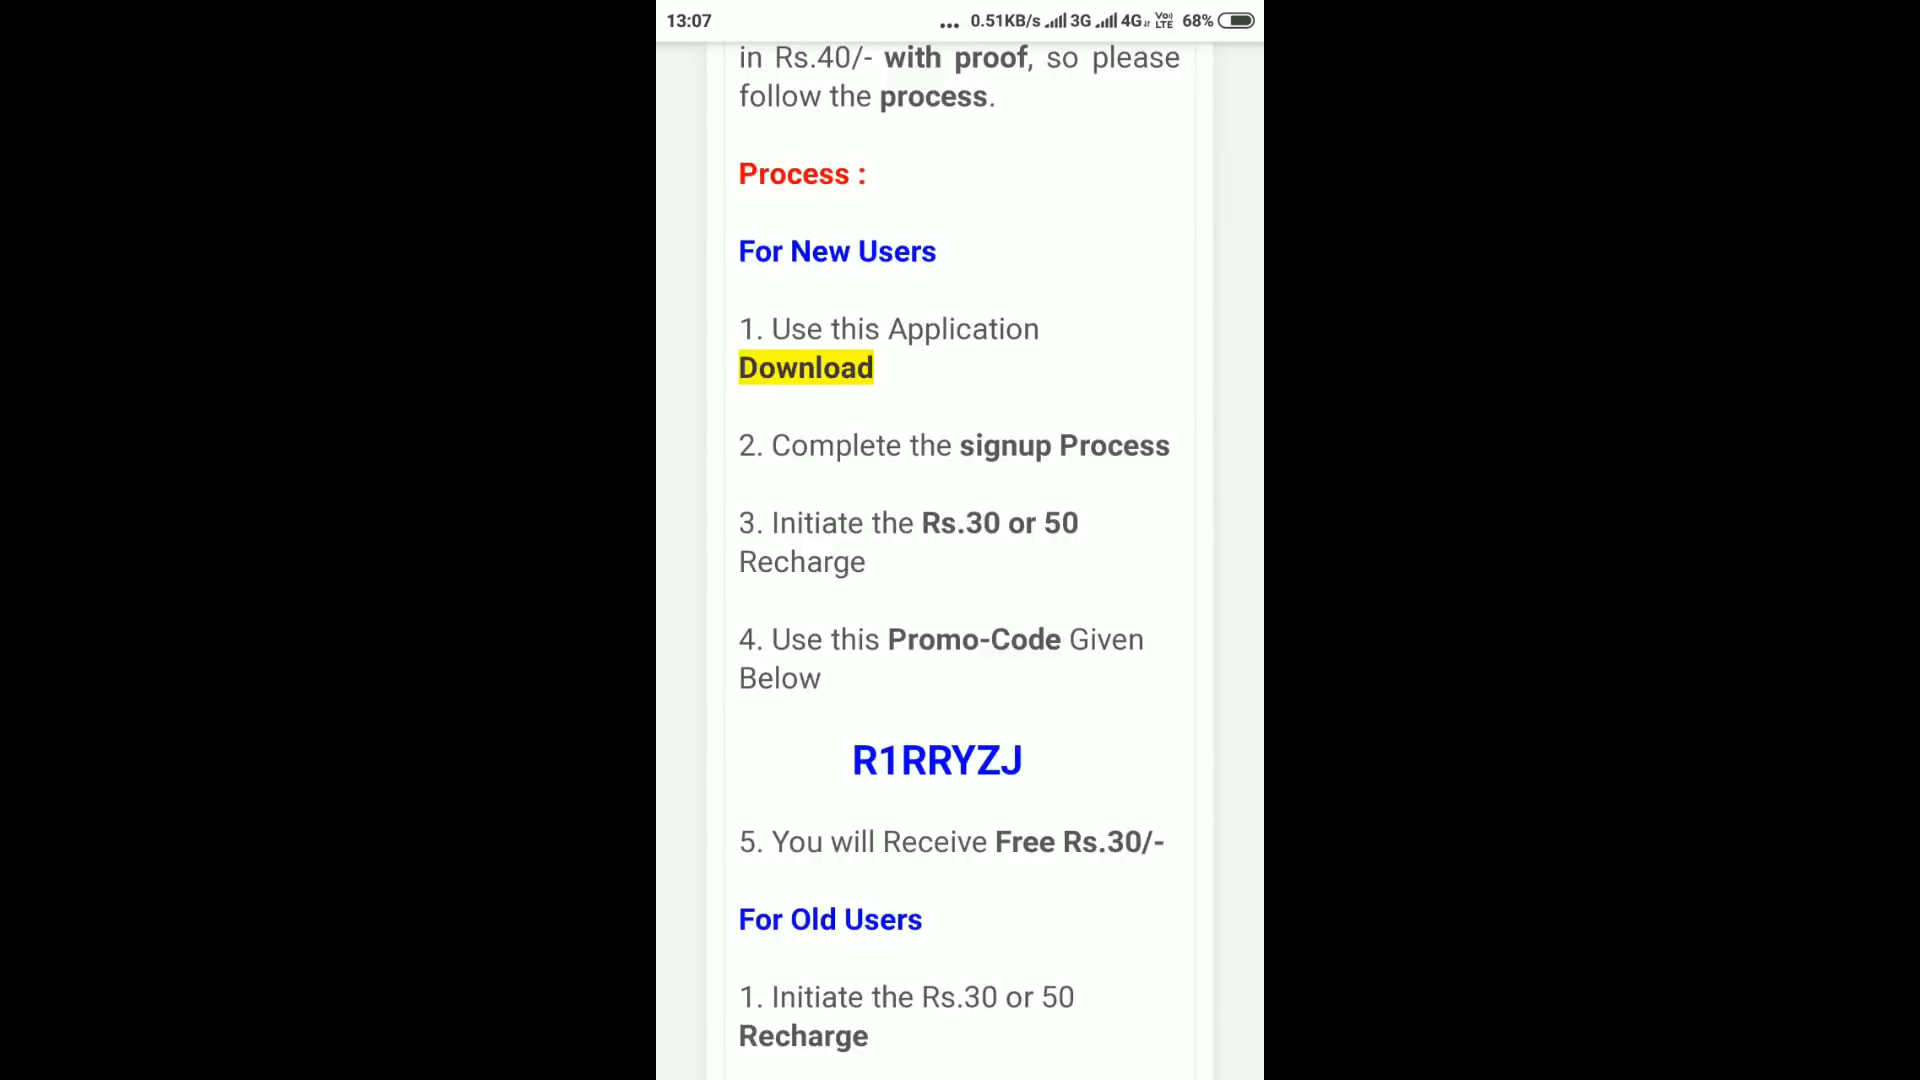 13:07 ... 0.51KB/s 3G 4G VoLTE 68%
in Rs.40/- with proof, so please
follow the process.
Process :
For New Users
1. Use this Application
Download
2. Complete the signup Process
3. Initiate the Rs.30 or 50
Recharge
4. Use this Promo-Code Given
Below
R1RRYZJ
5. You will Receive Free Rs.30/-
For Old Users
1. Initiate the Rs.30 or 50
Recharge